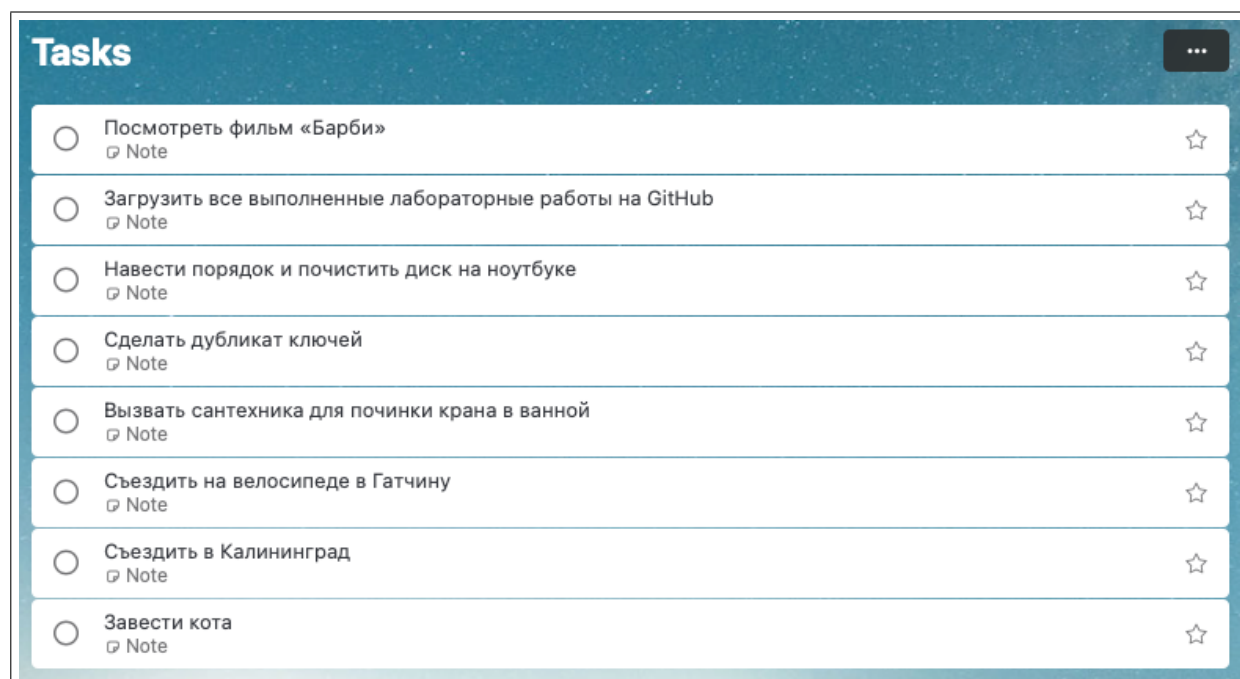 Tasks
...
Посмотреть фильм «Барби»
Note
Загрузить все выполненные лабораторные работы на GitHub
Note
Навести порядок и почистить диск на ноутбуке
Note
Сделать дубликат ключей
Note
Вызвать сантехника для починки крана в ванной
Note
Съездить на велосипеде в Гатчину
Note
Съездить в Калининград
Note
Завести кота
Note